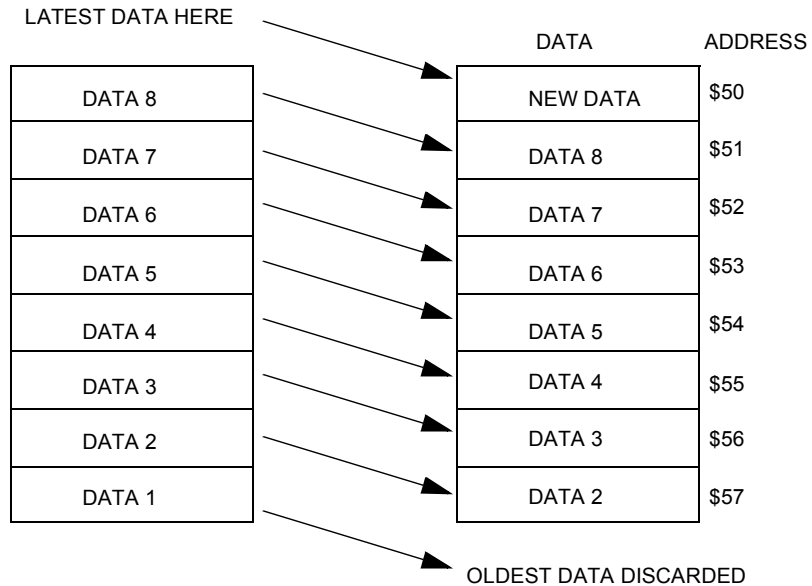 LATEST DATA HERE
DATA ADDRESS
DATA 8 NEW DATA $50
DATA 7 DATA 8 $51
DATA 6 DATA 7 $52
DATA 5 DATA 6 $53
DATA 4 DATA 5 $54
DATA 3 DATA 4 $55
DATA 2 DATA 3 $56
DATA 1 DATA 2 $57
OLDEST DATA DISCARDED